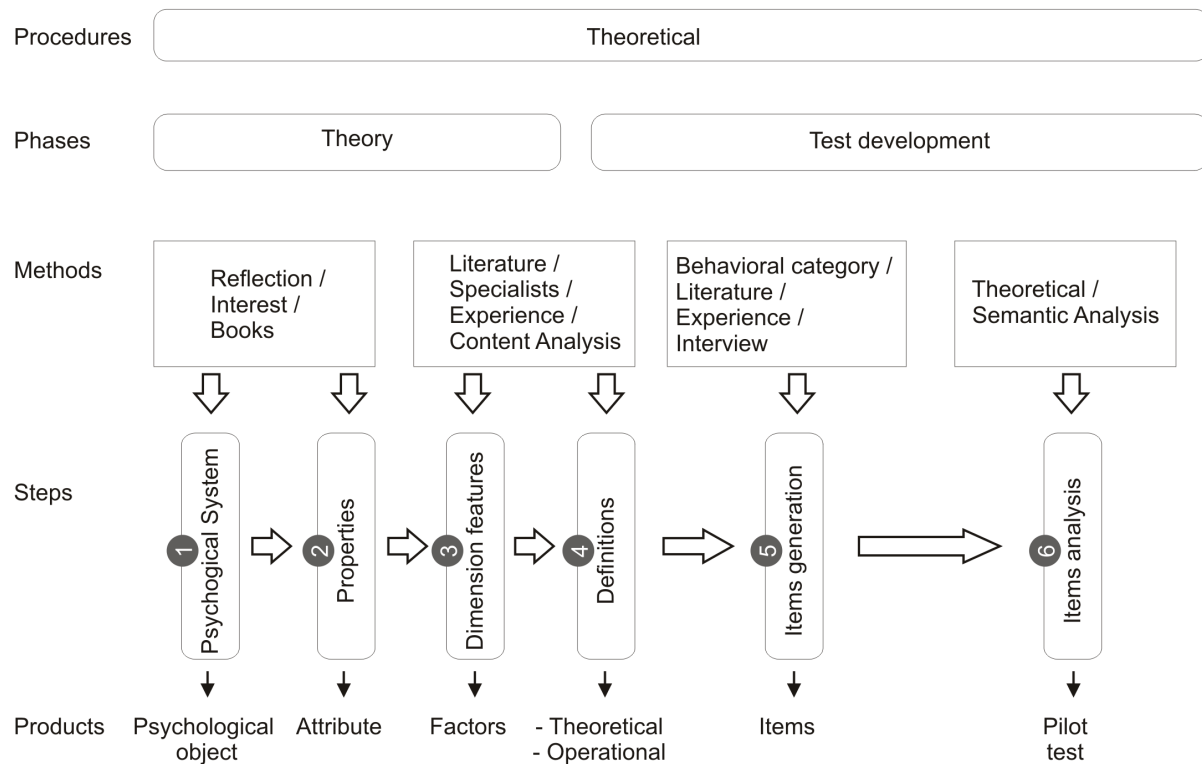 Procedures
Theoretical
Phases
Theory
Test development
Methods
Reflection /
Interest /
Books
Literature /
Specialists /
Experience /
Content Analysis
Behavioral category /
Literature /
Experience /
Interview
Theoretical /
Semantic Analysis
Steps
1
Psychogical System
2
Properties
3
Dimension features
4
Definitions
5
Items generation
6
Items analysis
Products
Psychological
object
Attribute
Factors
- Theoretical
- Operational
Items
Pilot
test